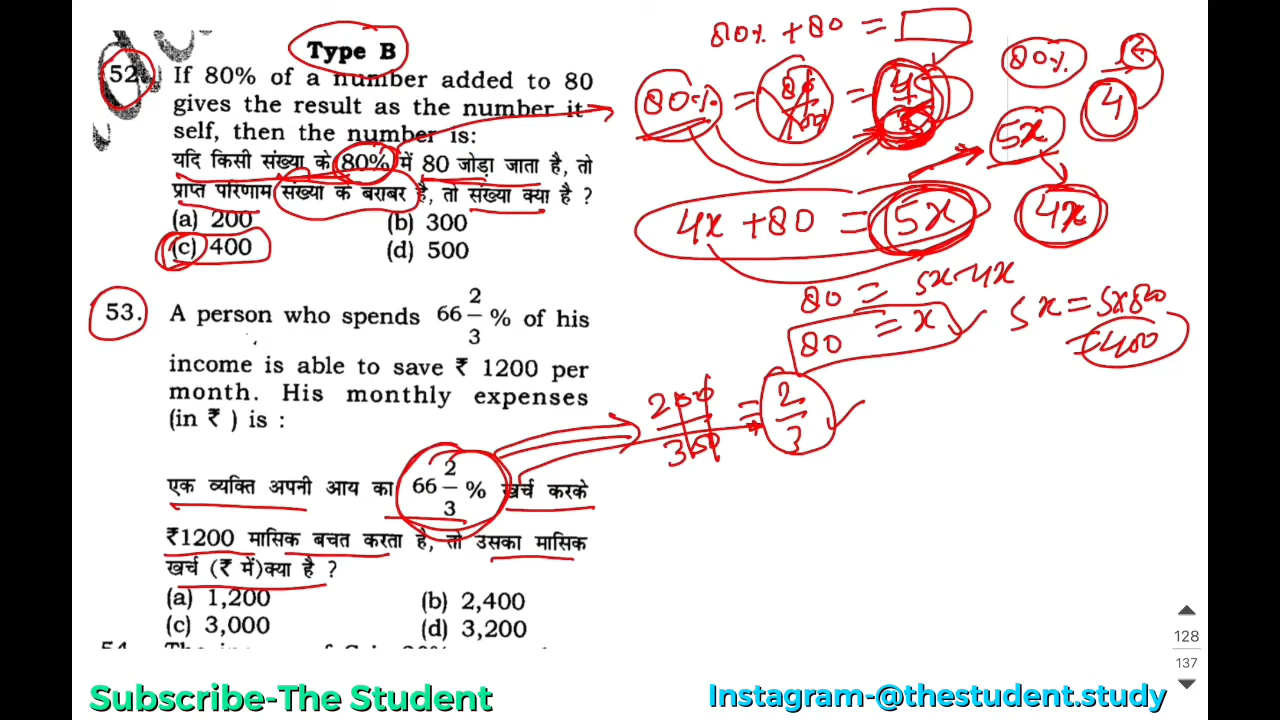 Type B
52. If 80% of a number added to 80
gives the result as the number it
self, then the number is:
यदि किसी संख्या के 80% में 80 जोड़ा जाता है, तो
प्राप्त परिणाम संख्या के बराबर है, तो संख्या क्या है ?
(a) 200 (b) 300
(c) 400 (d) 500
53. A person who spends 66 2/3 % of his
income is able to save ₹ 1200 per
month. His monthly expenses
(in ₹ ) is :
एक व्यक्ति अपनी आय का 66 2/3 % खर्च करके
₹1200 मासिक बचत करता है, तो उसका मासिक
खर्च (₹ में)क्या है ?
(a) 1,200 (b) 2,400
(c) 3,000 (d) 3,200
80% + 80 =
80% = 80/100 = 4/5
80%
4
5x
4x + 80 = 5x
4x
80 = 5x-4x
80 = x
5x = 5x80
=400
200/300 = 2/3
128
137
Subscribe-The Student
Instagram-@thestudent.study